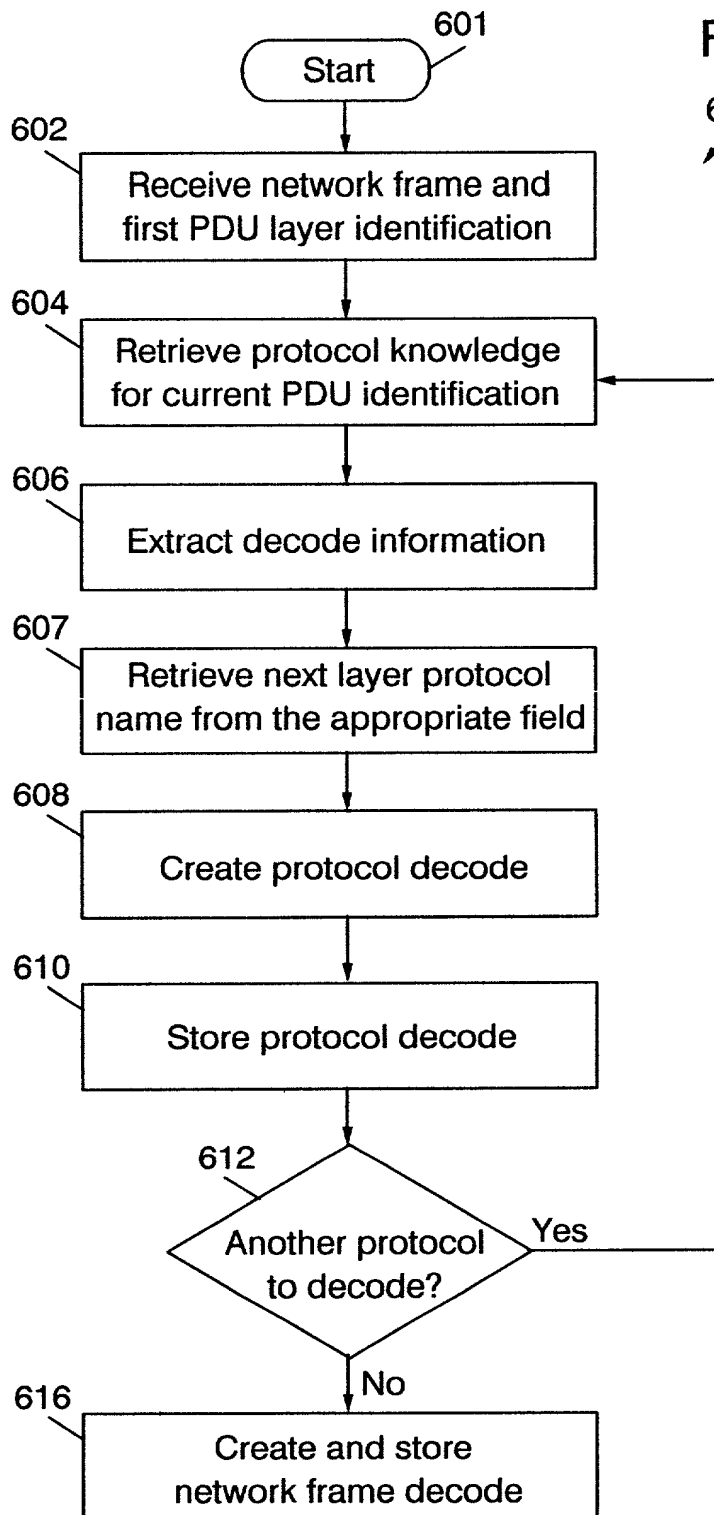 601
Start
602
Receive network frame and
first PDU layer identification
604
Retrieve protocol knowledge
for current PDU identification
606
Extract decode information
607
Retrieve next layer protocol
name from the appropriate field
608
Create protocol decode
610
Store protocol decode
612
Another protocol
to decode?
Yes
No
616
Create and store
network frame decode